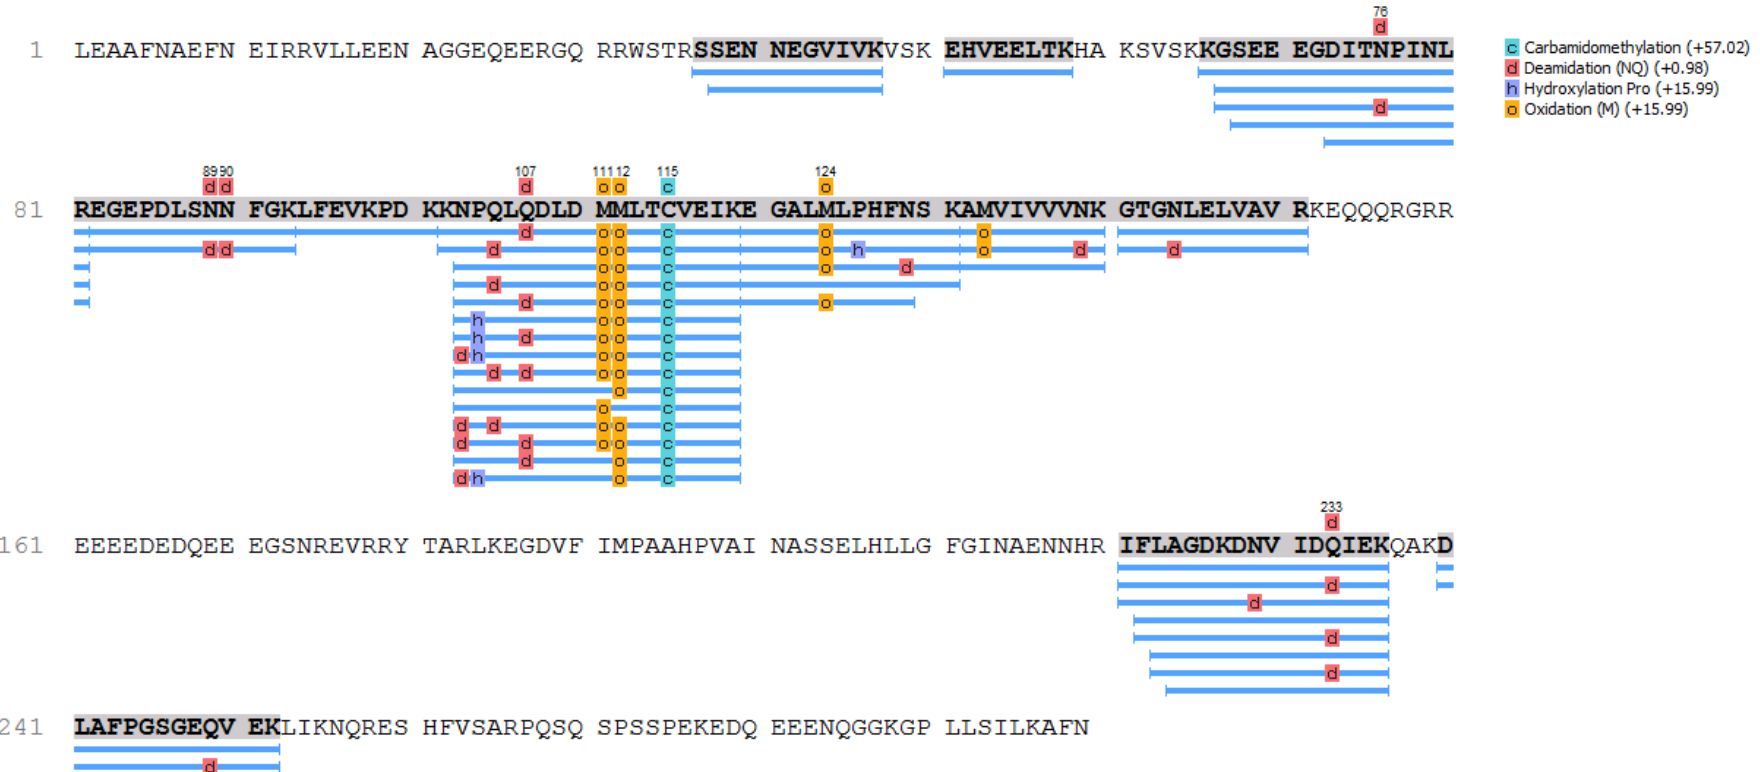 76
d
1 LEAAFNAEFN EIRRVLLEEN AGGEQEERGQ RRWSTRSSEN NEGVIVKVSK EHVEELTKHA KSVSKKGSEE EGDITNPINL
d
c Carbamidomethylation (+57.02)
d Deamidation (NQ) (+0.98)
h Hydroxylation Pro (+15.99)
o Oxidation (M) (+15.99)
89 90 107 111 112 115 124
d d d o o c o
81 REGEPDLSNN FGKLFEVKPD KKNPQLQDLD MMLTCVEIKE GALMLPHFNS KAMVIVVVNK GTGNLELVAV RKEQQQRGRR
d o o c o o
d d d o o c o h o d d
o o c o d
d o o c
d o o c o
h o o c
h d o o c
d h o o c
d d o o c
o c
o c
d d o o c
d d o o c
d o c
d h o c
233
d
161 EEEEDEDQEE EGSNREVRRY TARLKEGDVF IMPAAHPVAI NASSELHLLG FGINAENNHR IFLAGDKDNV IDQIEKQAKD
d
d
d
d
241 LAFPGSGEQV EKLIKNQRES HFVSARPQSQ SPSSPEKEDQ EEENQGGKGP LLSILKAFN
d